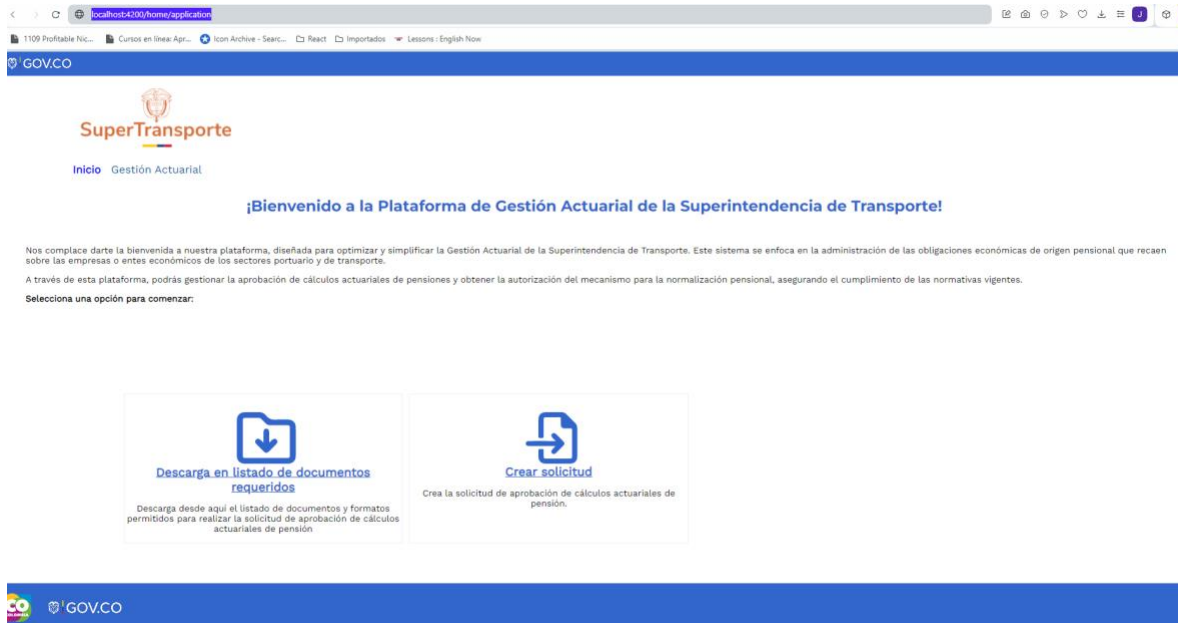 localhost:4200/home/application
J
1109 Profitable Nic...
Cursos en línea: Apr...
Icon Archive - Searc...
React
Importados
Lessons : English Now
GOV.CO
SuperTransporte
Inicio Gestión Actuarial
¡Bienvenido a la Plataforma de Gestión Actuarial de la Superintendencia de Transporte!
Nos complace darte la bienvenida a nuestra plataforma, diseñada para optimizar y simplificar la Gestión Actuarial de la Superintendencia de Transporte. Este sistema se enfoca en la administración de las obligaciones económicas de origen pensional que recaen
sobre las empresas o entes económicos de los sectores portuario y de transporte.
A través de esta plataforma, podrás gestionar la aprobación de cálculos actuariales de pensiones y obtener la autorización del mecanismo para la normalización pensional, asegurando el cumplimiento de las normativas vigentes.
Selecciona una opción para comenzar:
Descarga en listado de documentos
requeridos
Descarga desde aquí el listado de documentos y formatos
permitidos para realizar la solicitud de aprobación de cálculos
actuariales de pensión
Crear solicitud
Crea la solicitud de aprobación de cálculos actuariales de
pensión.
CO
GOV.CO